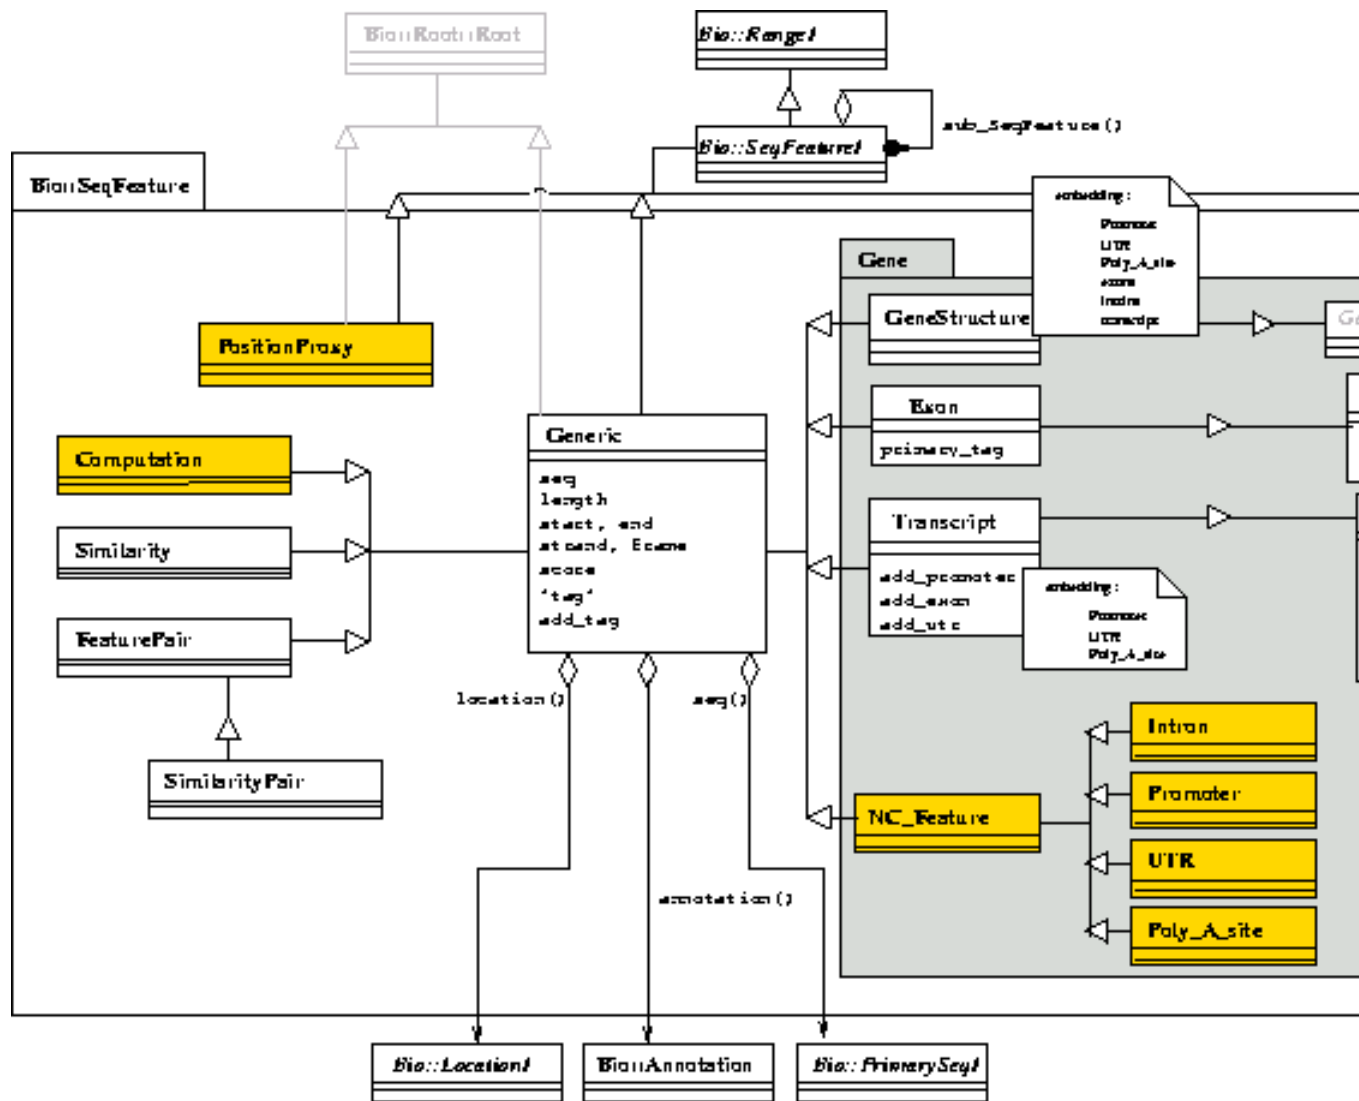 Bio::Root::Root
Bio::RangeI
sub_SeqFeature()
Bio::SeqFeatureI
Bio::SeqFeature
embedding:
Promoter
UTR
Poly_A_site
exons
introns
transcript
Gene
GeneStructure
PositionProxy
Exon
primary_tag
Generic
seq
length
start, end
strand, frame
score
'tag'
add_tag
Computation
Similarity
FeaturePair
SimilarityPair
Transcript
add_promoter
add_exon
add_utr
embedding:
Promoter
UTR
Poly_A_site
location()
seq()
annotation()
Intron
Promoter
NC_Feature
UTR
Poly_A_site
Bio::LocationI
Bio::Annotation
Bio::PrimarySeqI